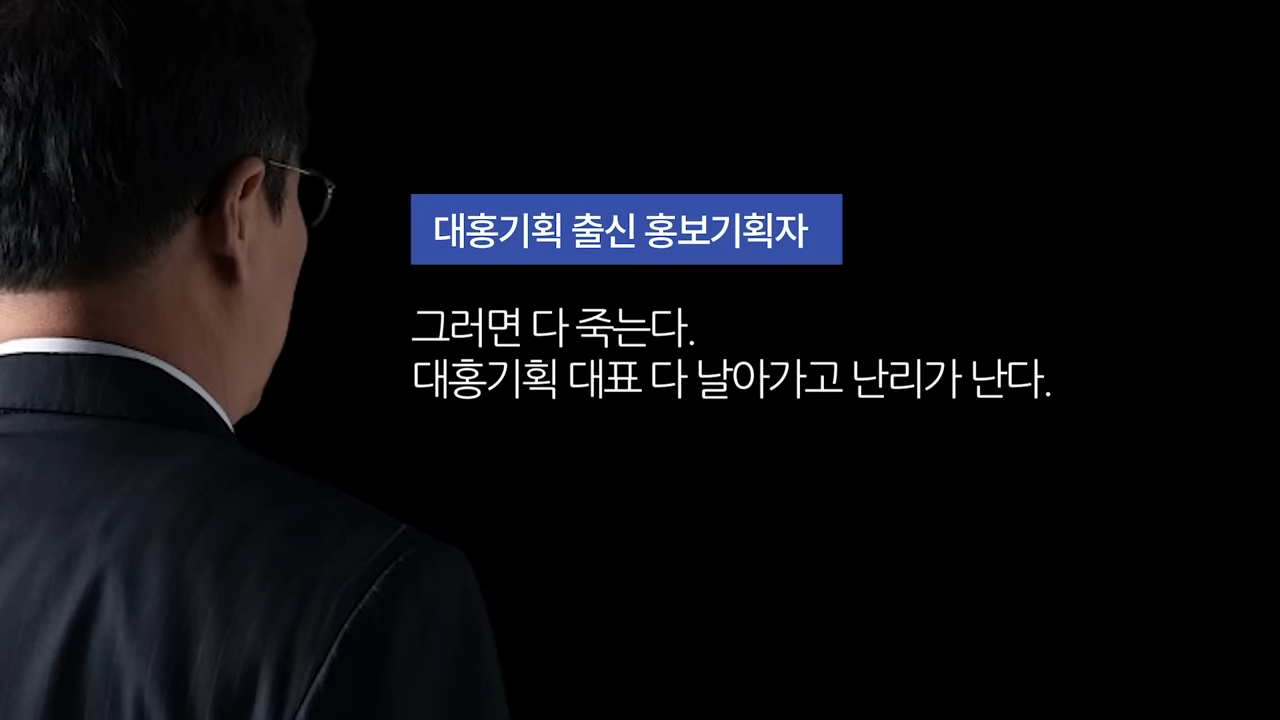 대홍기획 출신 홍보기획자
그러면 다 죽는다.
대홍기획 대표 다 날아가고 난리가 난다.